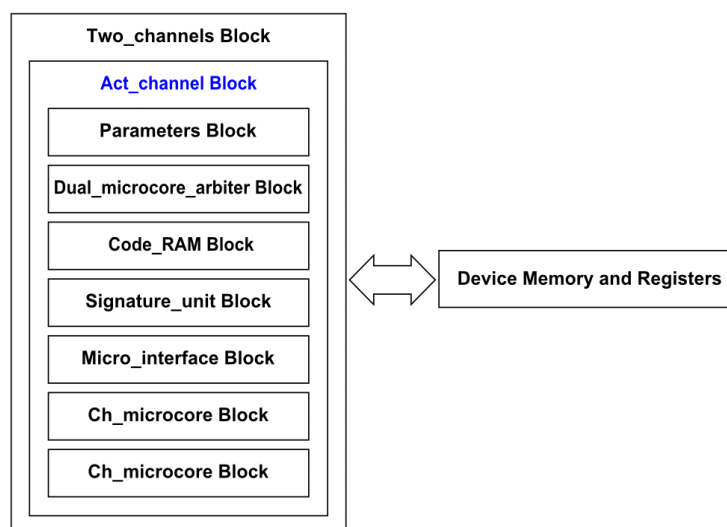 Two_channels Block
Act_channel Block
Parameters Block
Dual_microcore_arbiter Block
Code_RAM Block
Signature_unit Block
Micro_interface Block
Ch_microcore Block
Ch_microcore Block
Device Memory and Registers